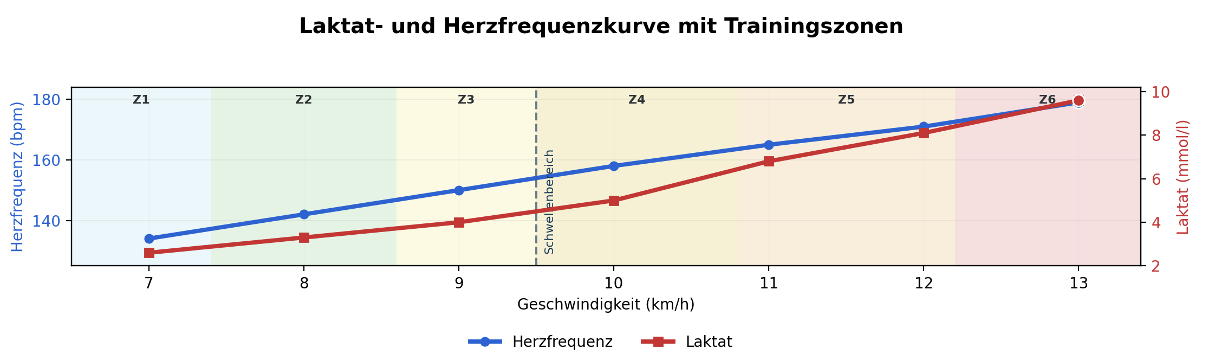 Laktat- und Herzfrequenzkurve mit Trainingszonen
Z1 Z2 Z3 Z4 Z5 Z6
Herzfrequenz (bpm)
180
160
140
Schwellenbereich
10
8
6
4
2
Laktat (mmol/l)
7 8 9 10 11 12 13
Geschwindigkeit (km/h)
Herzfrequenz Laktat